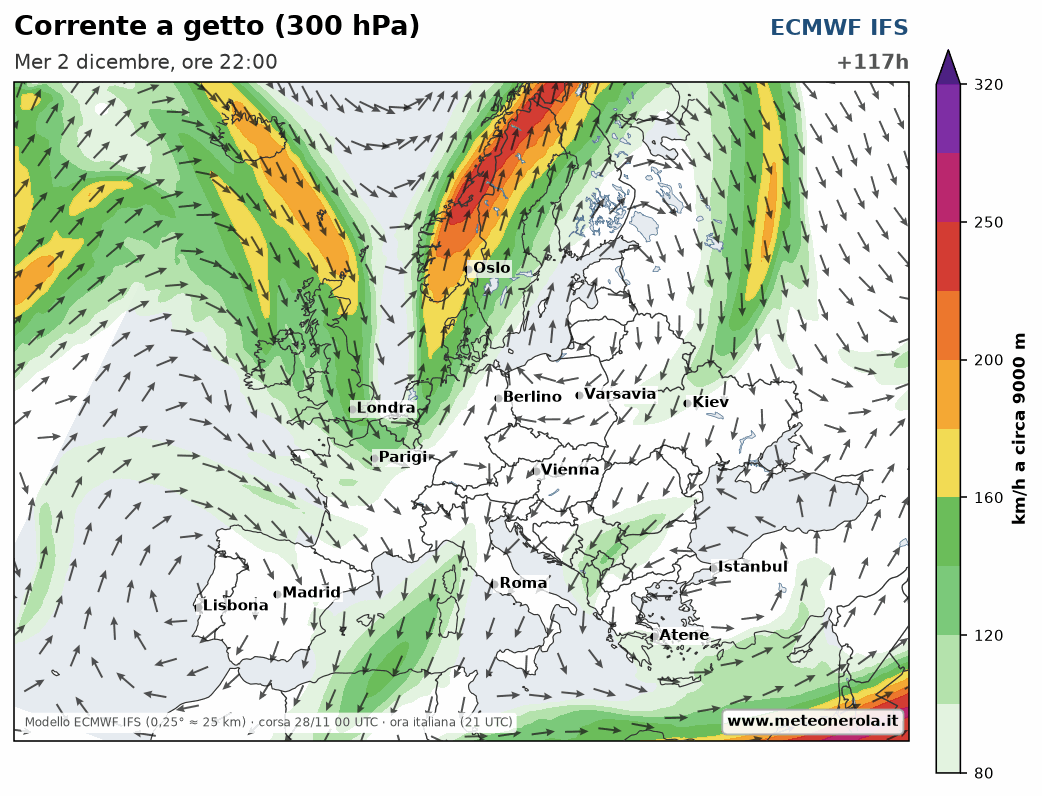 Corrente a getto (300 hPa)
ECMWF IFS
Mer 2 dicembre, ore 22:00
+117h
320
250
200
160
120
80
km/h a circa 9000 m
Oslo
Berlino
Varsavia
Kiev
Londra
Parigi
Vienna
Istanbul
Roma
Madrid
Lisbona
Atene
Modello ECMWF IFS (0,25° ≈ 25 km) · corsa 28/11 00 UTC · ora italiana (21 UTC)
www.meteonerola.it